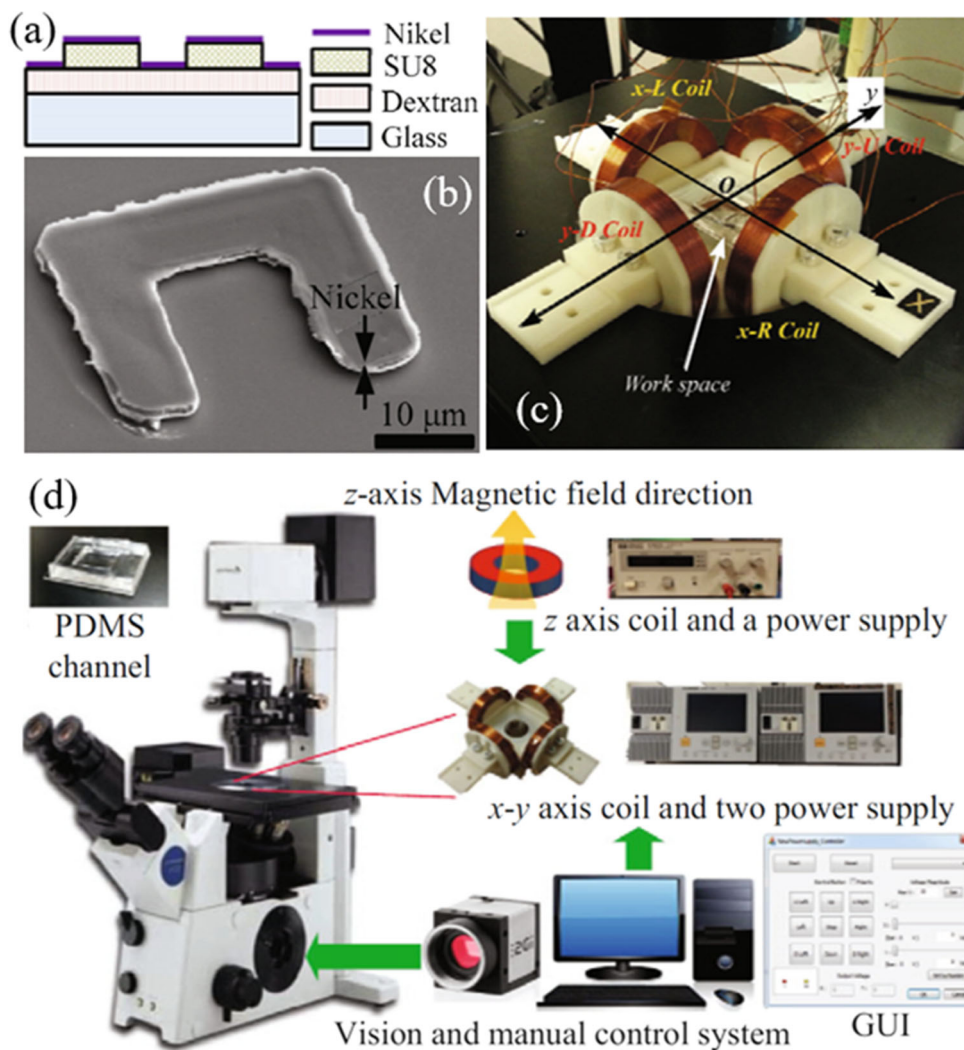 (a)
Nikel
SU8
Dextran
Glass
(b)
Nickel
10 μm
x-L Coil
y
y-U Coil
O
y-D Coil
x-R Coil
Work space
(c)
(d)
z-axis Magnetic field direction
PDMS
channel
z axis coil and a power supply
x-y axis coil and two power supply
Vision and manual control system
GUI